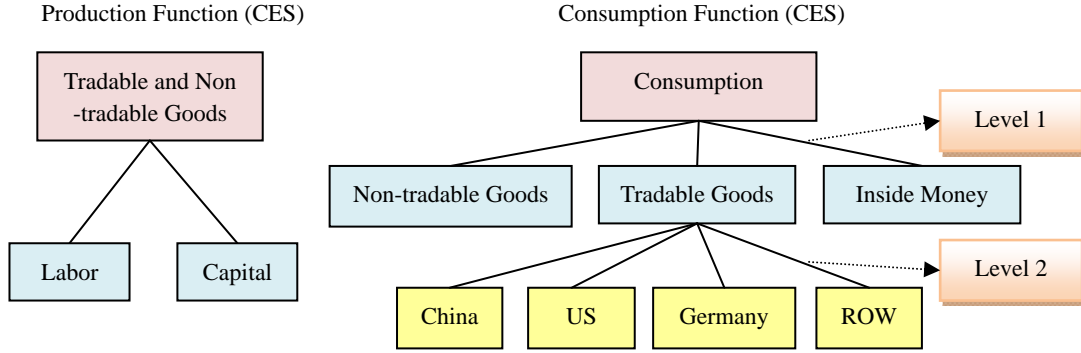 Production Function (CES)
Consumption Function (CES)
Tradable and Non
-tradable Goods
Labor
Capital
Consumption
Level 1
Non-tradable Goods
Tradable Goods
Inside Money
Level 2
China
US
Germany
ROW